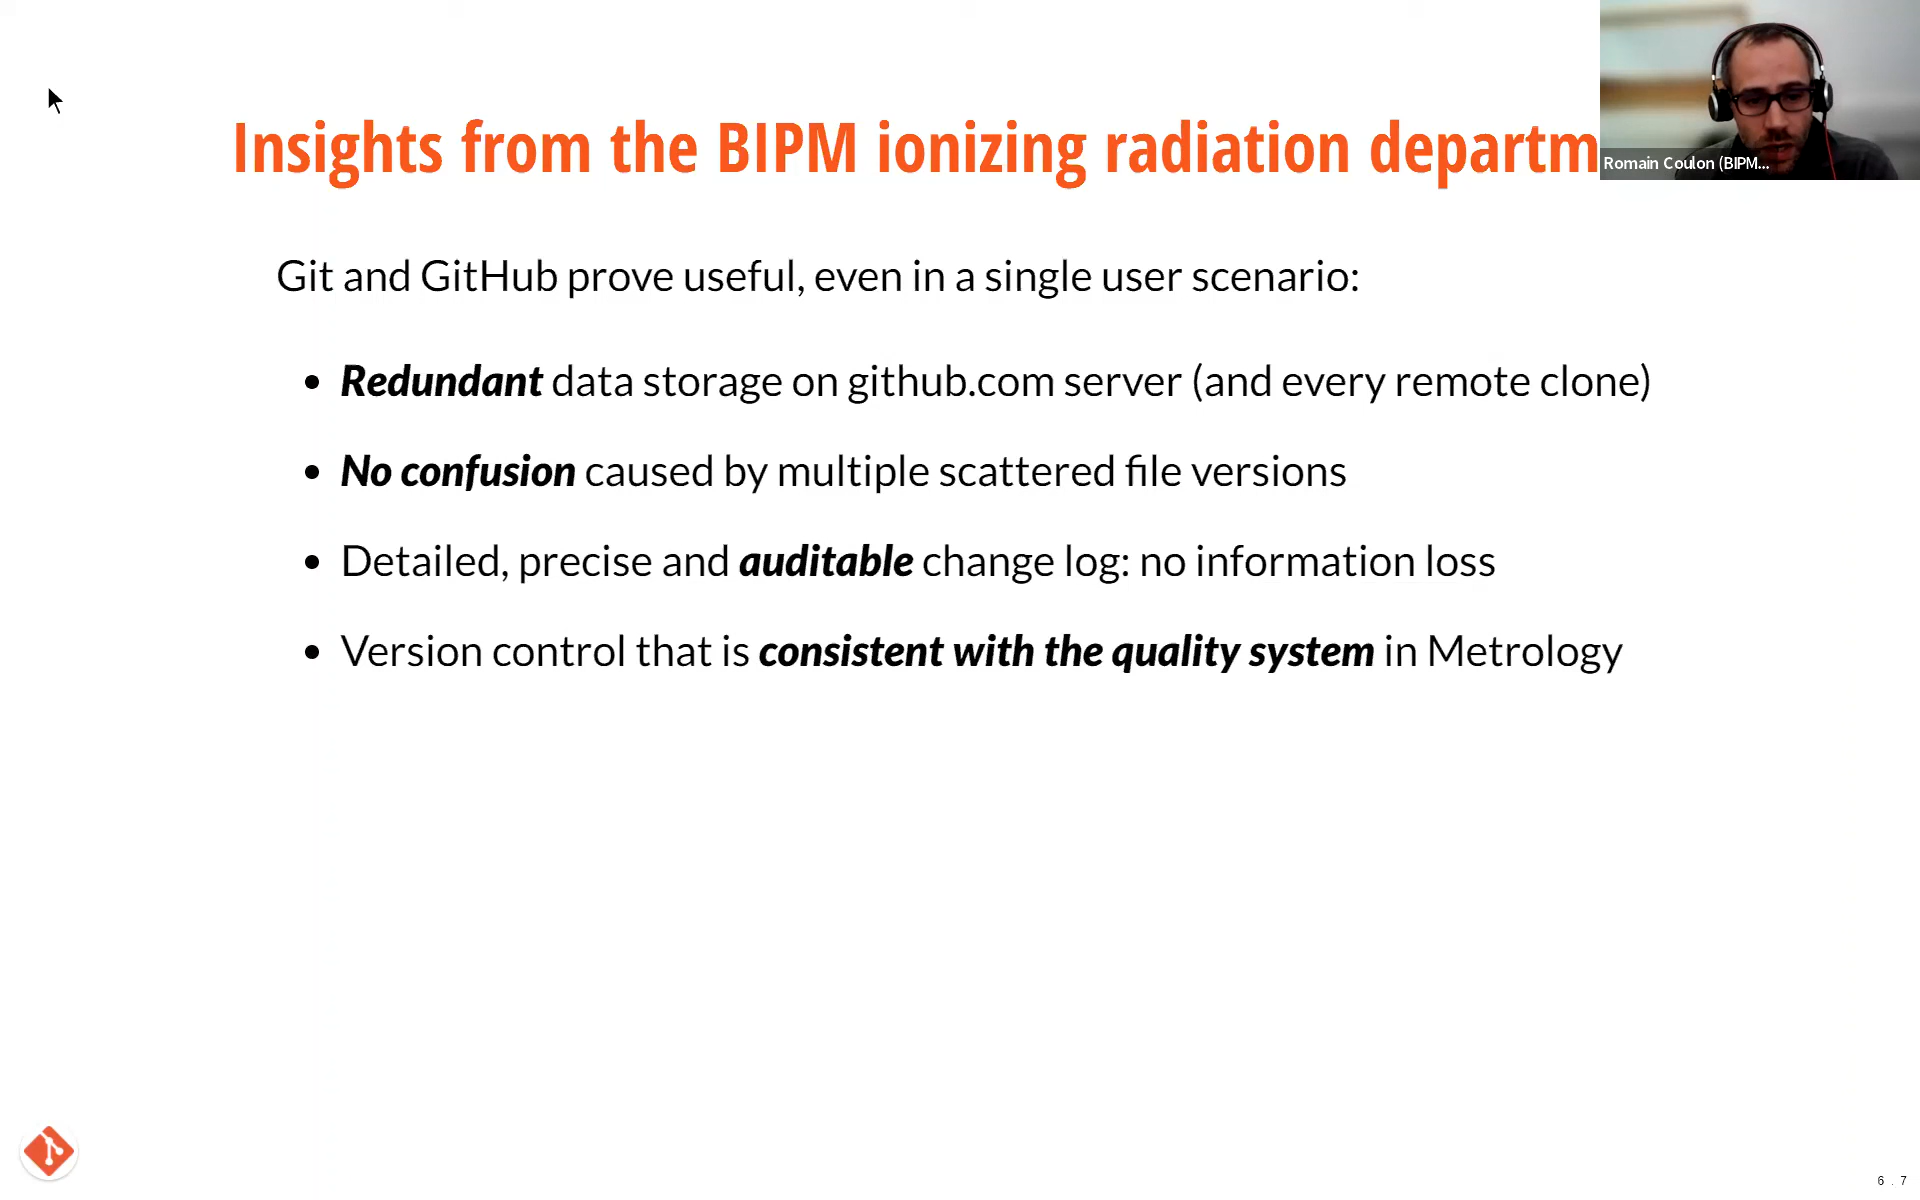 Insights from the BIPM ionizing radiation departm
Romain Coulon (BIPM...
Git and GitHub prove useful, even in a single user scenario:
• Redundant data storage on github.com server (and every remote clone)
• No confusion caused by multiple scattered file versions
• Detailed, precise and auditable change log: no information loss
• Version control that is consistent with the quality system in Metrology
6 . 7